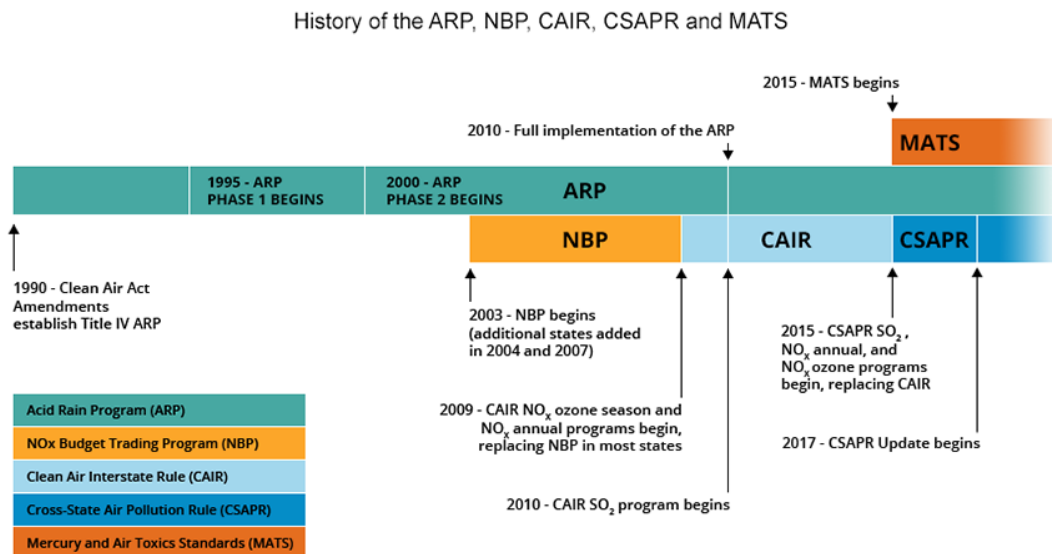 History of the ARP, NBP, CAIR, CSAPR and MATS
2015 - MATS begins
2010 - Full implementation of the ARP
MATS
1995 - ARP
PHASE 1 BEGINS
2000 - ARP
PHASE 2 BEGINS
ARP
NBP
CAIR
CSAPR
1990 - Clean Air Act
Amendments
establish Title IV ARP
2003 - NBP begins
(additional states added
in 2004 and 2007)
2015 - CSAPR SO₂ ,
NOₓ annual, and
NOₓ ozone programs
begin, replacing CAIR
2009 - CAIR NOₓ ozone season and
NOₓ annual programs begin,
replacing NBP in most states
2017 - CSAPR Update begins
2010 - CAIR SO₂ program begins
Acid Rain Program (ARP)
NOx Budget Trading Program (NBP)
Clean Air Interstate Rule (CAIR)
Cross-State Air Pollution Rule (CSAPR)
Mercury and Air Toxics Standards (MATS)